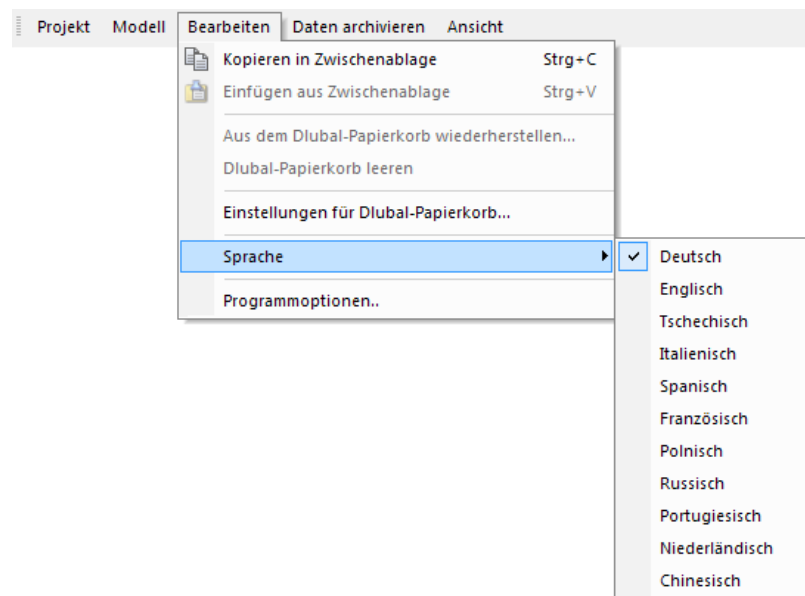 Projekt Modell Bearbeiten Daten archivieren Ansicht
Kopieren in Zwischenablage Strg+C
Einfügen aus Zwischenablage Strg+V
Aus dem Dlubal-Papierkorb wiederherstellen...
Dlubal-Papierkorb leeren
Einstellungen für Dlubal-Papierkorb...
Sprache
Programmoptionen..
Deutsch
Englisch
Tschechisch
Italienisch
Spanisch
Französisch
Polnisch
Russisch
Portugiesisch
Niederländisch
Chinesisch